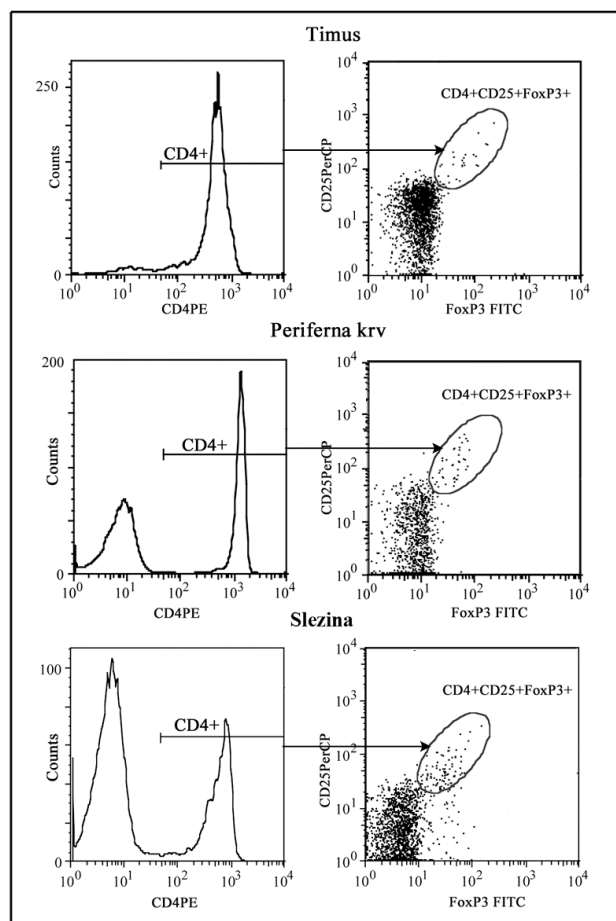 Timus
250
Counts
CD4+
0
10^0 10^1 10^2 10^3 10^4
CD4PE
10^4
10^3
10^2
10^1
10^0
CD25PerCP
CD4+CD25+FoxP3+
10^0 10^1 10^2 10^3 10^4
FoxP3 FITC
Periferna krv
200
Counts
CD4+
0
10^0 10^1 10^2 10^3 10^4
CD4PE
10^4
10^3
10^2
10^1
10^0
CD25PerCP
CD4+CD25+FoxP3+
10^0 10^1 10^2 10^3 10^4
FoxP3 FITC
Slezina
100
Counts
CD4+
0
10^0 10^1 10^2 10^3 10^4
CD4PE
10^4
10^3
10^2
10^1
10^0
CD25PerCP
CD4+CD25+FoxP3+
10^0 10^1 10^2 10^3 10^4
FoxP3 FITC